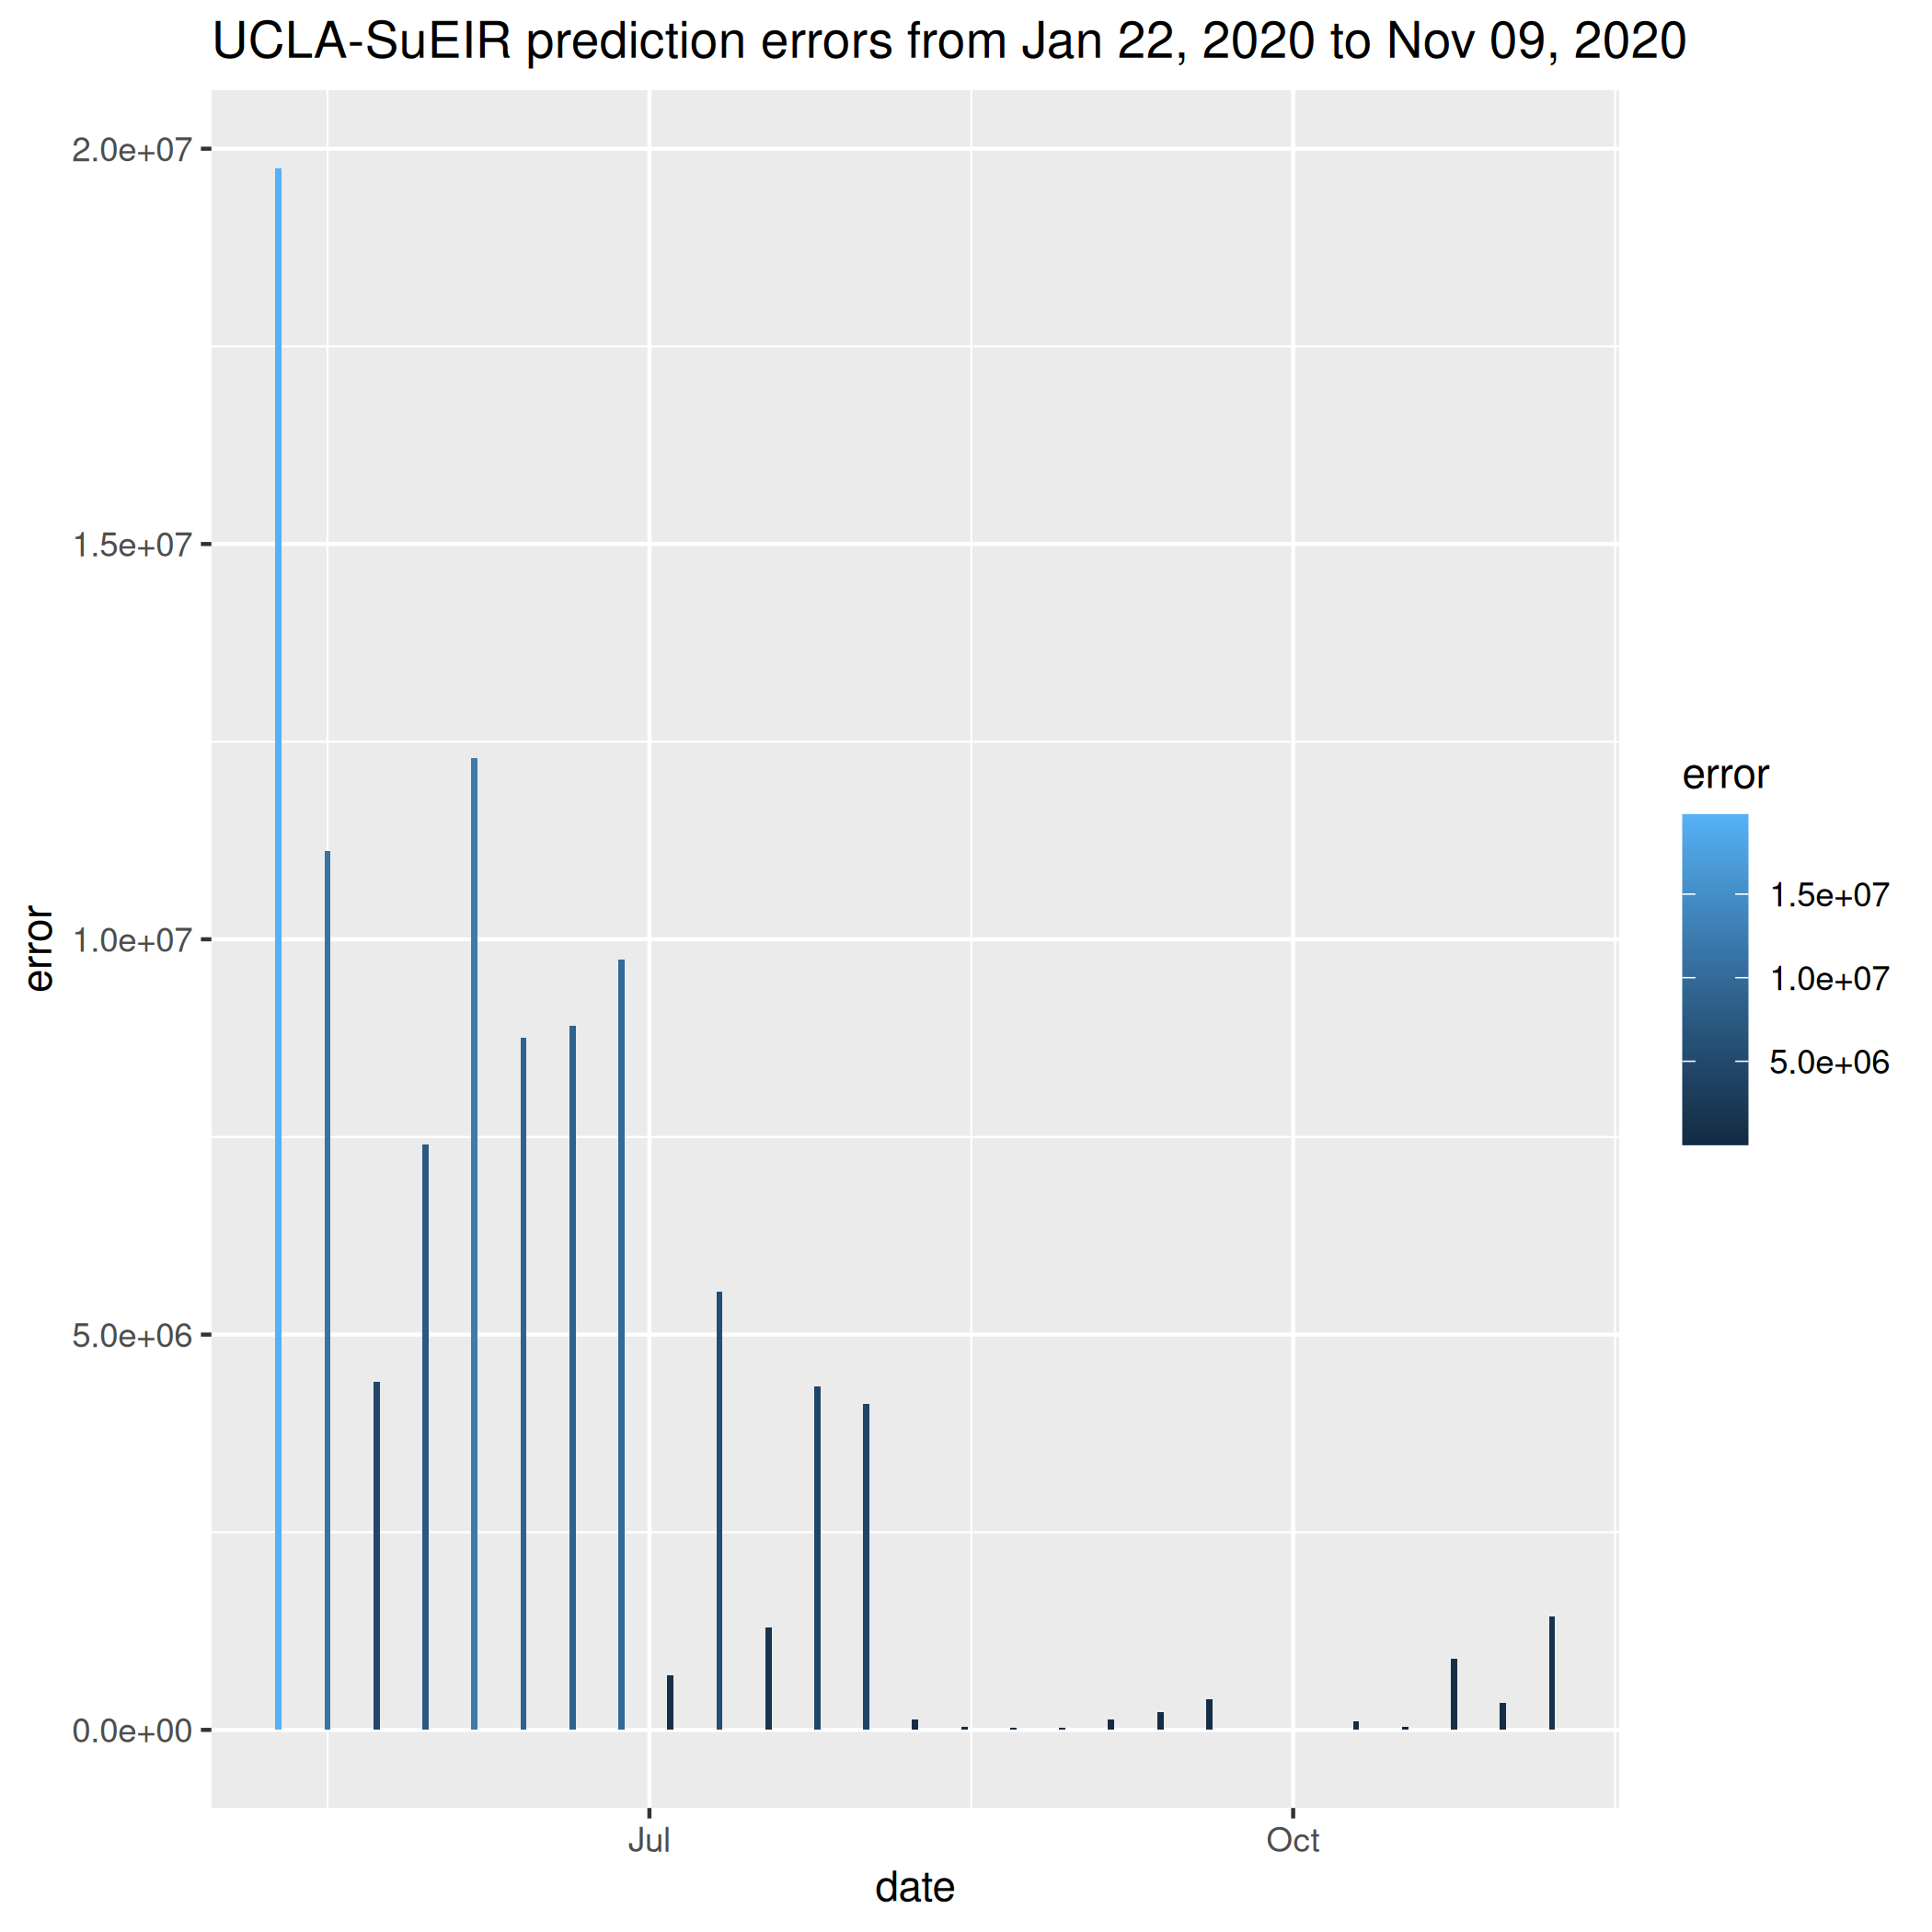 UCLA-SuEIR prediction errors from Jan 22, 2020 to Nov 09, 2020
2.0e+07
1.5e+07
1.0e+07
5.0e+06
0.0e+00
error
Jul
Oct
date
error
1.5e+07
1.0e+07
5.0e+06